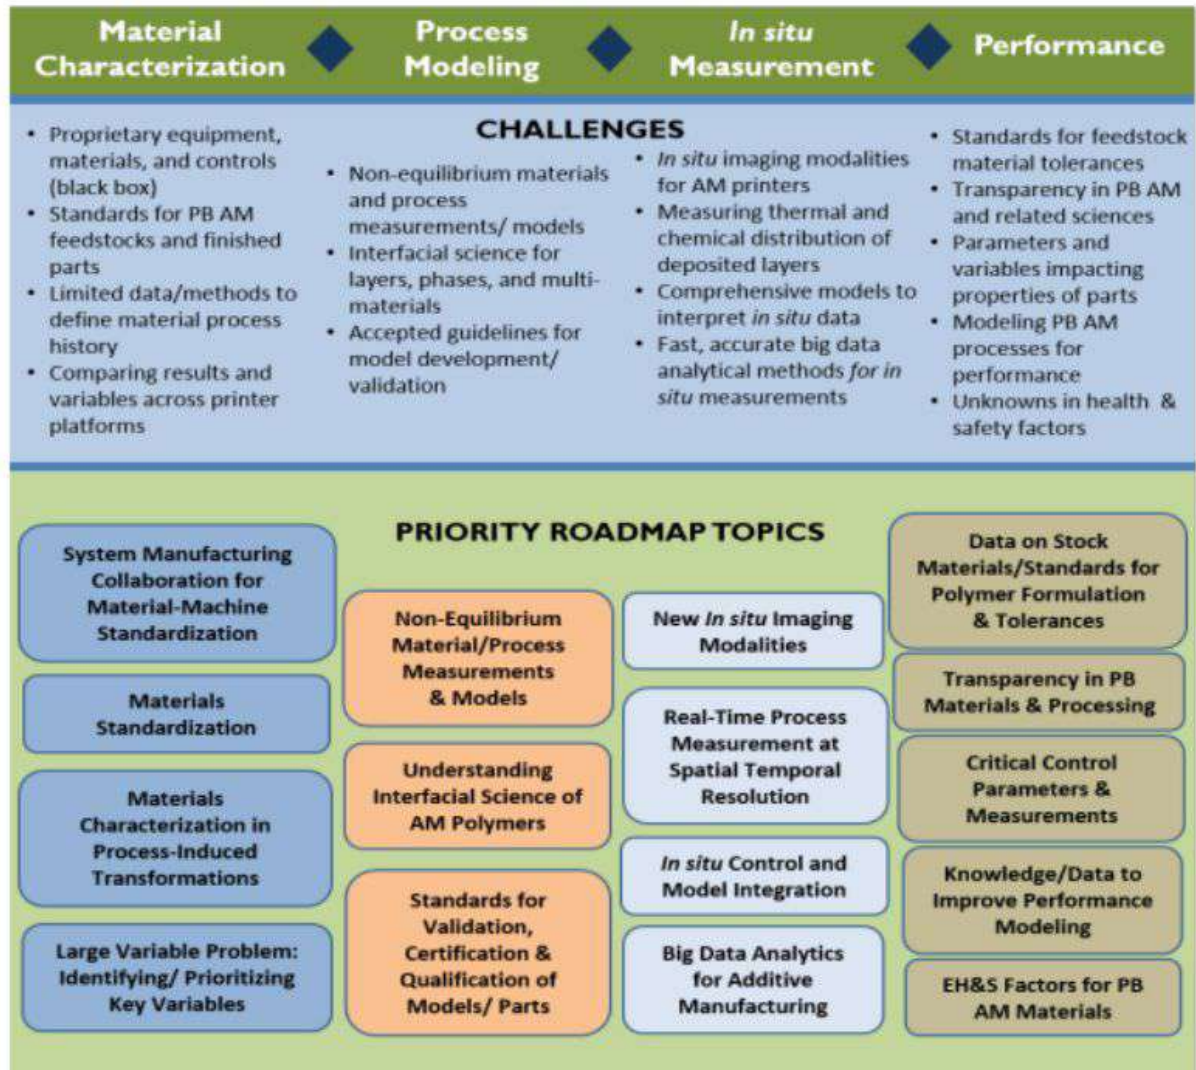 Material
Characterization
Process
Modeling
In situ
Measurement
Performance
CHALLENGES
• Proprietary equipment,
materials, and controls
(black box)
• Standards for PB AM
feedstocks and finished
parts
• Limited data/methods to
define material process
history
• Comparing results and
variables across printer
platforms
• Non-equilibrium materials
and process
measurements/ models
• Interfacial science for
layers, phases, and multi-
materials
• Accepted guidelines for
model development/
validation
• In situ imaging modalities
for AM printers
• Measuring thermal and
chemical distribution of
deposited layers
• Comprehensive models to
interpret in situ data
• Fast, accurate big data
analytical methods for in
situ measurements
• Standards for feedstock
material tolerances
• Transparency in PB AM
and related sciences
• Parameters and
variables impacting
properties of parts
• Modeling PB AM
processes for
performance
• Unknowns in health & 
safety factors
PRIORITY ROADMAP TOPICS
System Manufacturing
Collaboration for
Material-Machine
Standardization
Materials
Standardization
Materials
Characterization in
Process-Induced
Transformations
Large Variable Problem:
Identifying/ Prioritizing
Key Variables
Non-Equilibrium
Material/Process
Measurements
& Models
Understanding
Interfacial Science of
AM Polymers
Standards for
Validation,
Certification &
Qualification of
Models/ Parts
New In situ Imaging
Modalities
Real-Time Process
Measurement at
Spatial Temporal
Resolution
In situ Control and
Model Integration
Big Data Analytics
for Additive
Manufacturing
Data on Stock
Materials/Standards for
Polymer Formulation
& Tolerances
Transparency in PB
Materials & Processing
Critical Control
Parameters &
Measurements
Knowledge/Data to
Improve Performance
Modeling
EH&S Factors for PB
AM Materials